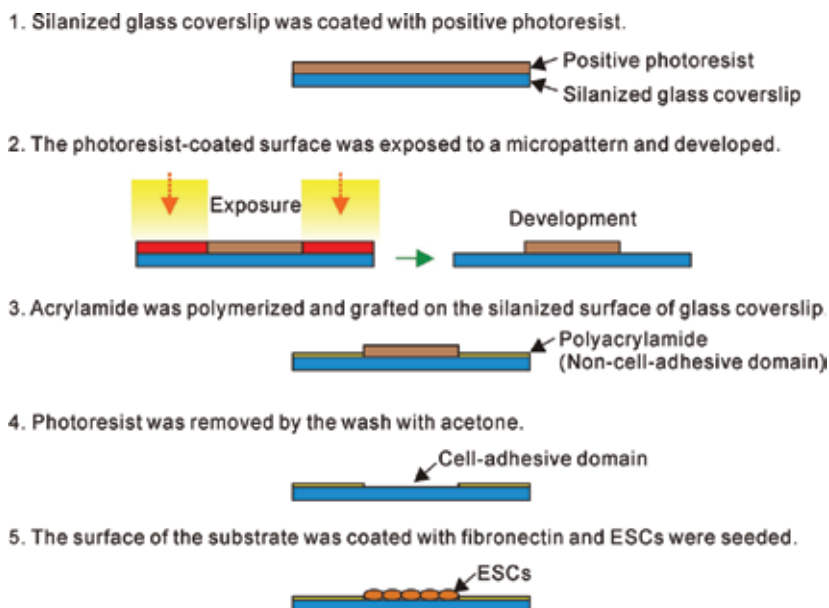 1. Silanized glass coverslip was coated with positive photoresist.
Positive photoresist
Silanized glass coverslip
2. The photoresist-coated surface was exposed to a micropattern and developed.
Exposure
Development
3. Acrylamide was polymerized and grafted on the silanized surface of glass coverslip.
Polyacrylamide
(Non-cell-adhesive domain)
4. Photoresist was removed by the wash with acetone.
Cell-adhesive domain
5. The surface of the substrate was coated with fibronectin and ESCs were seeded.
ESCs